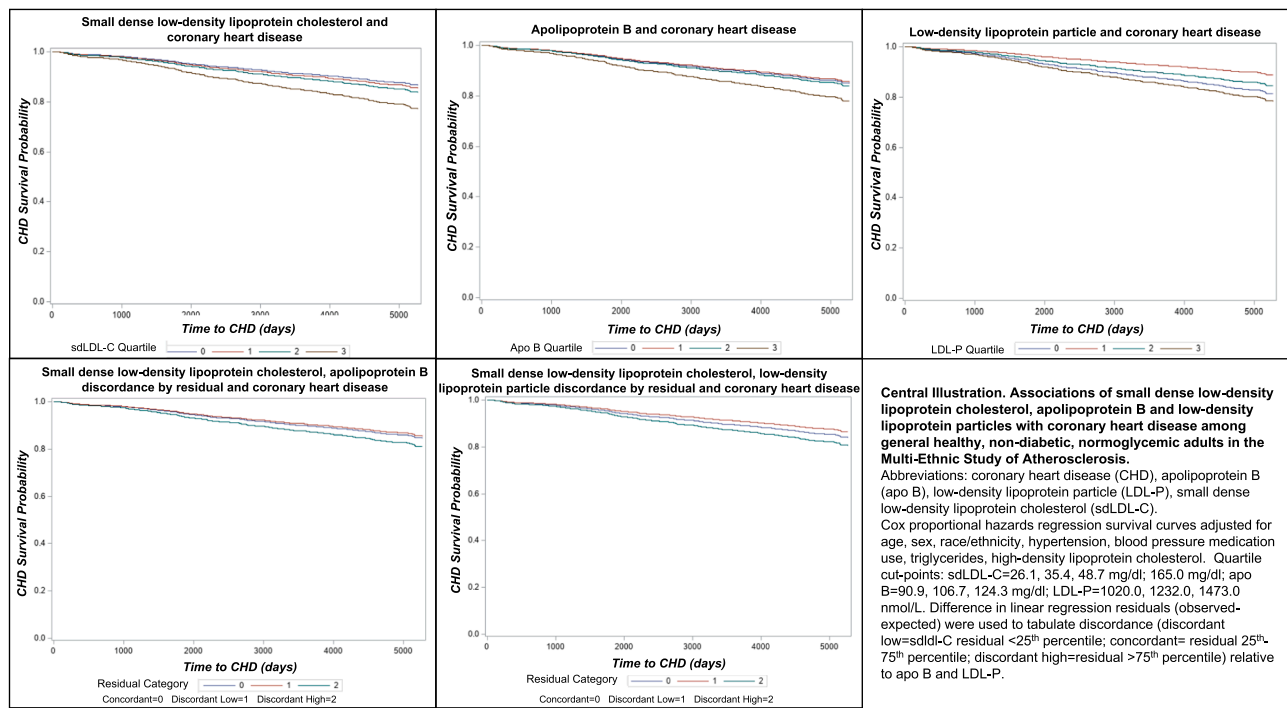 Small dense low-density lipoprotein cholesterol and
coronary heart disease
1.0
0.8
0.6
0.4
0.2
0.0
CHD Survival Probability
0
1000
2000
3000
4000
5000
Time to CHD (days)
sdLDL-C Quartile
0
1
2
3
Apolipoprotein B and coronary heart disease
1.0
0.8
0.6
0.4
0.2
0.0
CHD Survival Probability
0
1000
2000
3000
4000
5000
Time to CHD (days)
Apo B Quartile
0
1
2
3
Low-density lipoprotein particle and coronary heart disease
1.0
0.8
0.6
0.4
0.2
0.0
CHD Survival Probability
0
1000
2000
3000
4000
5000
Time to CHD (days)
LDL-P Quartile
0
1
2
3
Small dense low-density lipoprotein cholesterol, apolipoprotein B
discordance by residual and coronary heart disease
1.0
0.8
0.6
0.4
0.2
0.0
CHD Survival Probability
0
1000
2000
3000
4000
5000
Time to CHD (days)
Residual Category
0
1
2
Concordant=0 Discordant Low=1 Discordant High=2
Small dense low-density lipoprotein cholesterol, low-density
lipoprotein particle discordance by residual and coronary heart disease
1.0
0.8
0.6
0.4
0.2
0.0
CHD Survival Probability
0
1000
2000
3000
4000
5000
Time to CHD (days)
Residual Category
0
1
2
Concordant=0 Discordant Low=1 Discordant High=2
Central Illustration. Associations of small dense low-density
lipoprotein cholesterol, apolipoprotein B and low-density
lipoprotein particles with coronary heart disease among
general healthy, non-diabetic, normoglycemic adults in the
Multi-Ethnic Study of Atherosclerosis.
Abbreviations: coronary heart disease (CHD), apolipoprotein B
(apo B), low-density lipoprotein particle (LDL-P), small dense
low-density lipoprotein cholesterol (sdLDL-C).
Cox proportional hazards regression survival curves adjusted for
age, sex, race/ethnicity, hypertension, blood pressure medication
use, triglycerides, high-density lipoprotein cholesterol. Quartile
cut-points: sdLDL-C=26.1, 35.4, 48.7 mg/dl; 165.0 mg/dl; apo
B=90.9, 106.7, 124.3 mg/dl; LDL-P=1020.0, 1232.0, 1473.0
nmol/L. Difference in linear regression residuals (observed-
expected) were used to tabulate discordance (discordant
low=sdldl-C residual <25th percentile; concordant= residual 25th-
75th percentile; discordant high=residual >75th percentile) relative
to apo B and LDL-P.